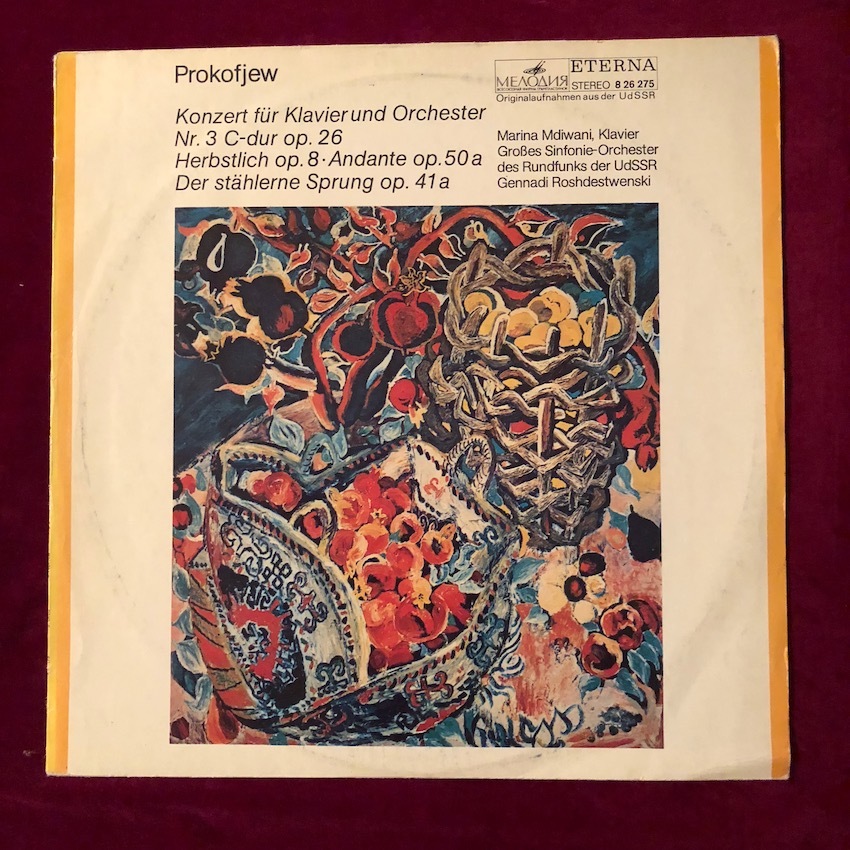 Prokofjew
Konzert für Klavier und Orchester
Nr. 3 C-dur op. 26
Herbstlich op. 8 · Andante op. 50 a
Der stählerne Sprung op. 41 a
МЕЛОДИЯ
ETERNA
STEREO 8 26 275
Originalaufnahmen aus der UdSSR
Marina Mdiwani, Klavier
Großes Sinfonie-Orchester
des Rundfunks der UdSSR
Gennadi Roshdestwenski